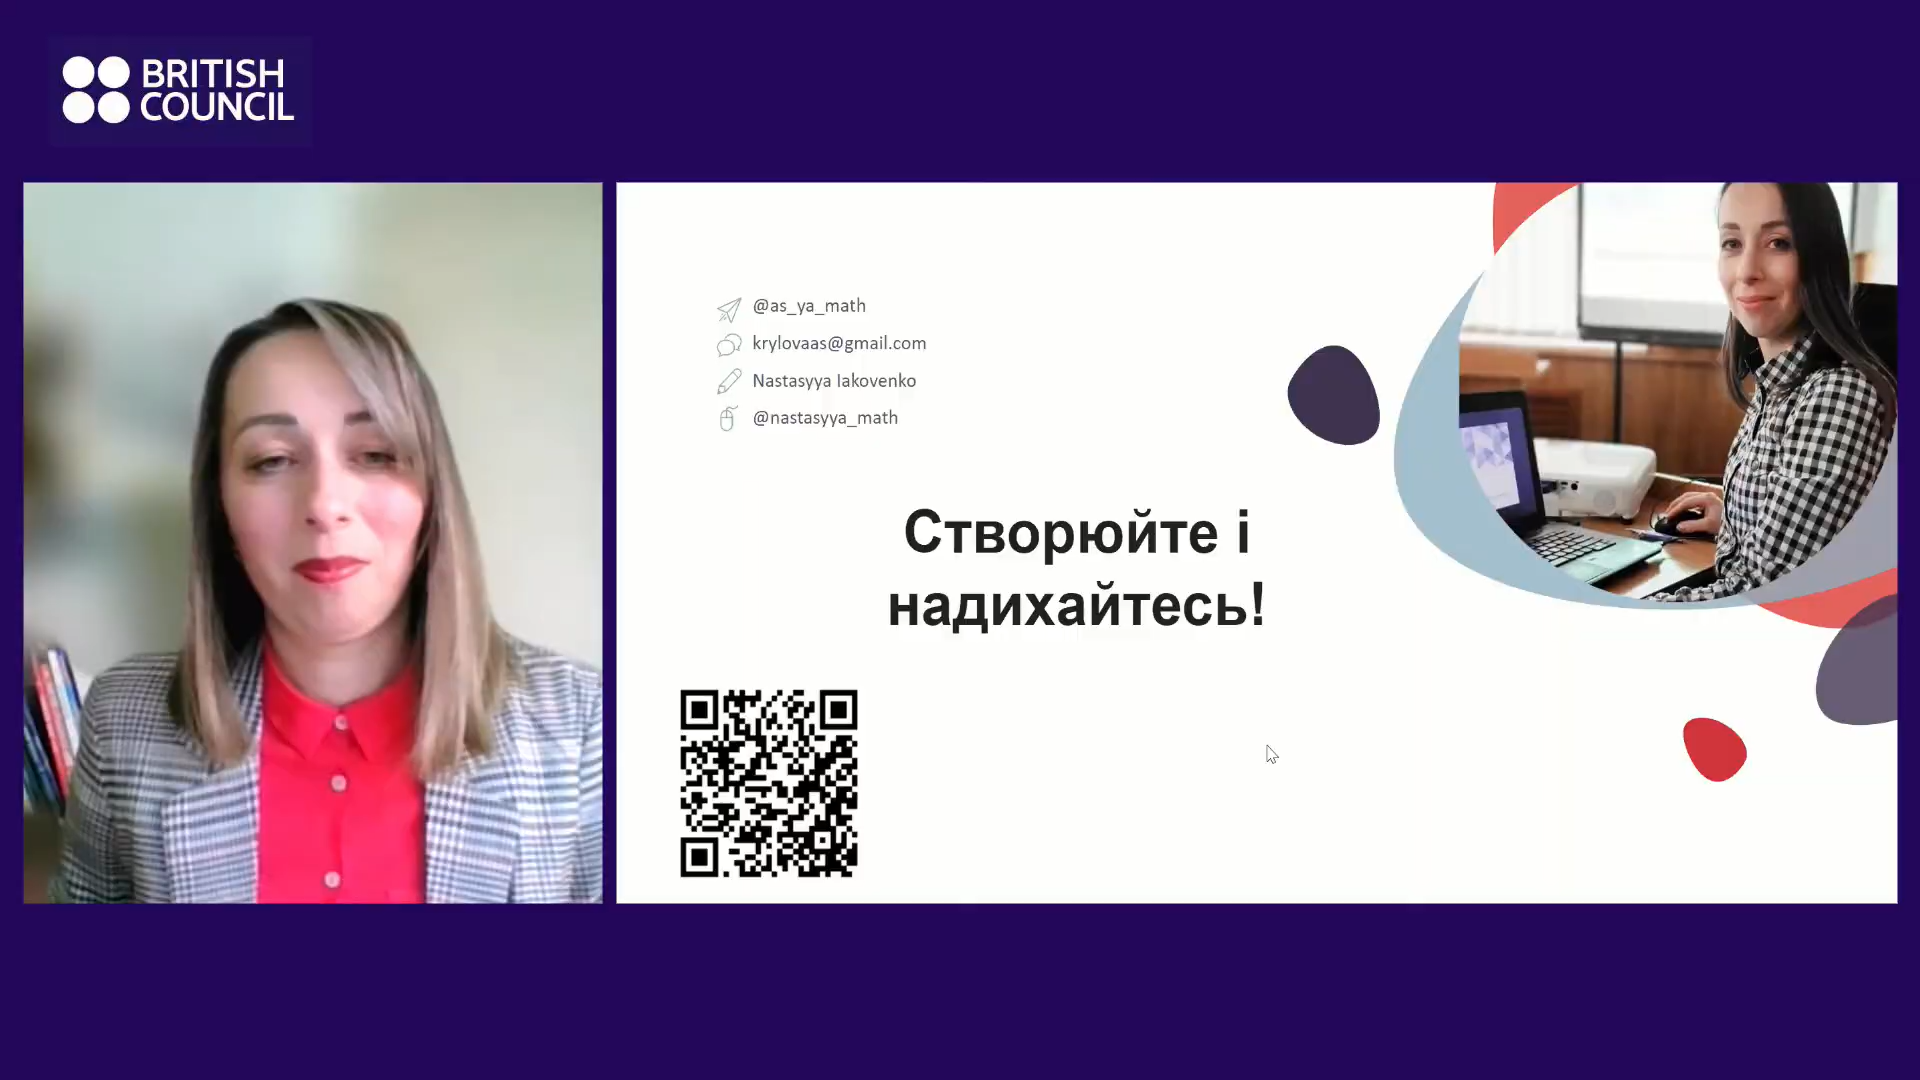 BRITISH
COUNCIL
@as_ya_math
krylovaas@gmail.com
Nastasyya Iakovenko
@nastasyya_math
Створюйте і
надихайтесь!